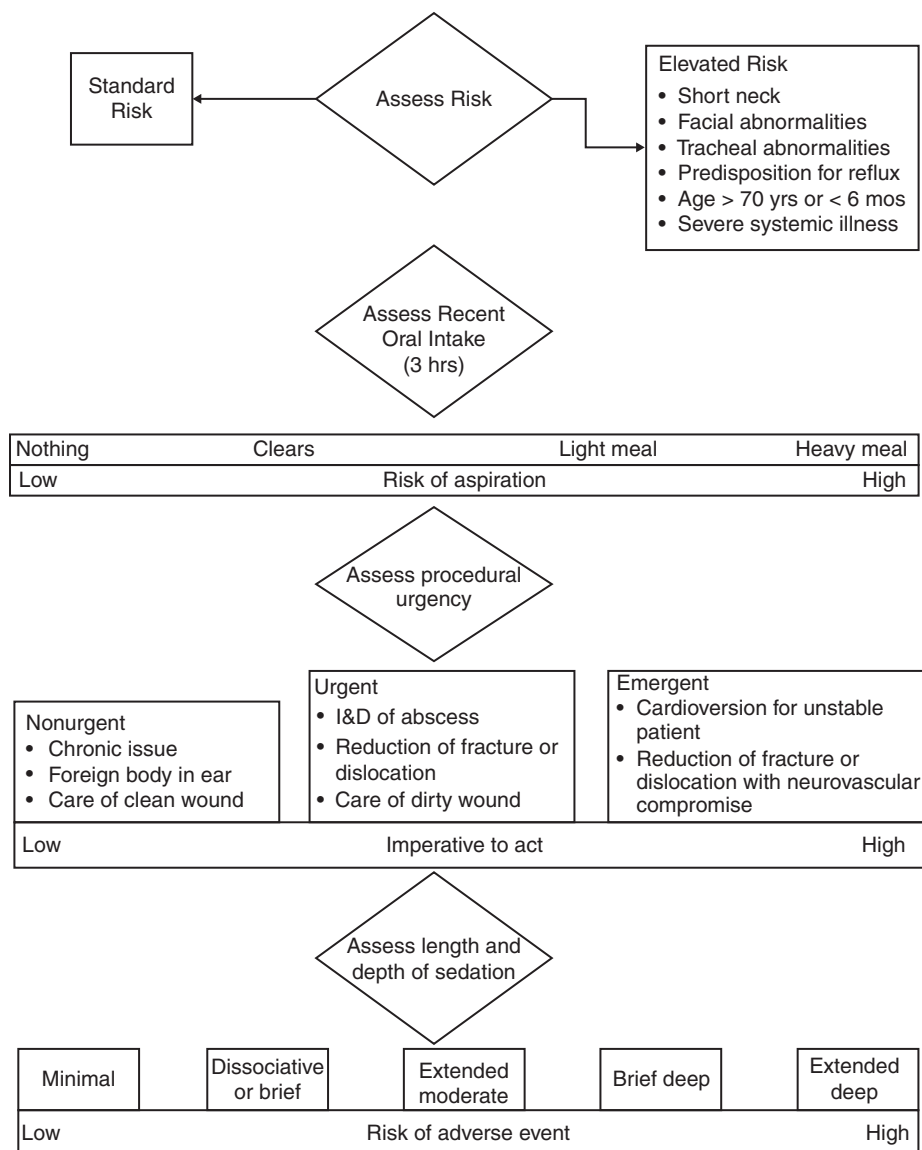 Standard
Risk
Assess Risk
Elevated Risk
• Short neck
• Facial abnormalities
• Tracheal abnormalities
• Predisposition for reflux
• Age > 70 yrs or < 6 mos
• Severe systemic illness
Assess Recent
Oral Intake
(3 hrs)
Nothing Clears Light meal Heavy meal
Low Risk of aspiration High
Assess procedural
urgency
Nonurgent
• Chronic issue
• Foreign body in ear
• Care of clean wound
Urgent
• I&D of abscess
• Reduction of fracture or
dislocation
• Care of dirty wound
Emergent
• Cardioversion for unstable
patient
• Reduction of fracture or
dislocation with neurovascular
compromise
Low Imperative to act High
Assess length and
depth of sedation
Minimal
Dissociative
or brief
Extended
moderate
Brief deep
Extended
deep
Low Risk of adverse event High